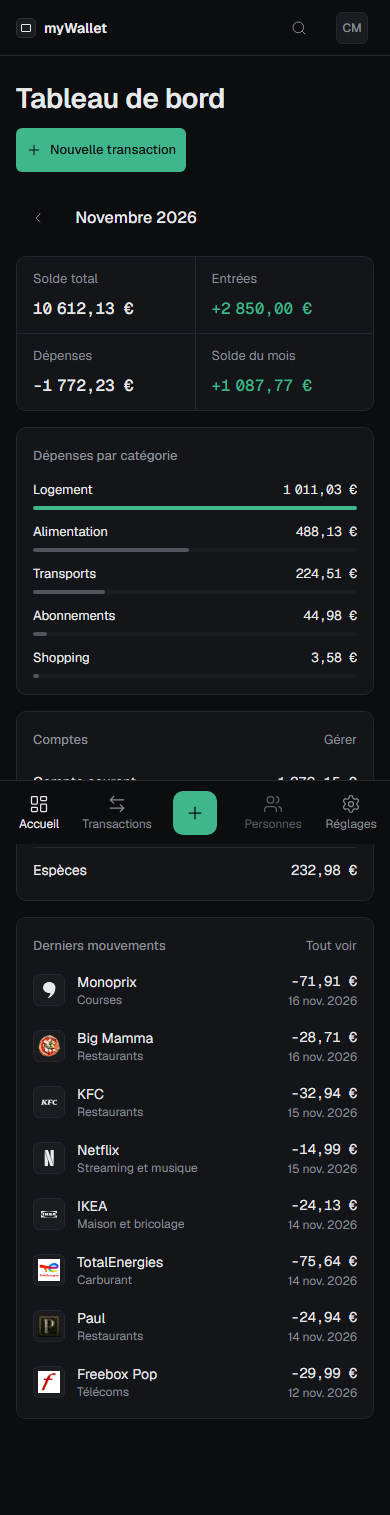 myWallet
CM
Tableau de bord
Nouvelle transaction
Novembre 2026
Solde total
10 612,13 €
Entrées
+2 850,00 €
Dépenses
-1 772,23 €
Solde du mois
+1 087,77 €
Dépenses par catégorie
Logement 1 011,03 €
Alimentation 488,13 €
Transports 224,51 €
Abonnements 44,98 €
Shopping 3,58 €
Comptes Gérer
Accueil Transactions Personnes Réglages
Espèces 232,98 €
Derniers mouvements Tout voir
Monoprix -71,91 €
Courses 16 nov. 2026
Big Mamma -28,71 €
Restaurants 16 nov. 2026
KFC KFC -32,94 €
Restaurants 15 nov. 2026
N Netflix -14,99 €
Streaming et musique 15 nov. 2026
IKEA IKEA -24,13 €
Maison et bricolage 14 nov. 2026
TotalEnergies -75,64 €
Carburant 14 nov. 2026
P Paul -24,94 €
Restaurants 14 nov. 2026
f Freebox Pop -29,99 €
Télécoms 12 nov. 2026